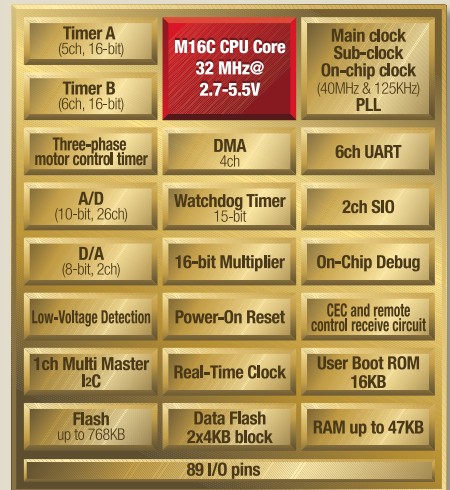 Timer A
(5ch, 16-bit)
M16C CPU Core
32 MHz@
2.7-5.5V
Main clock
Sub-clock
On-chip clock
(40MHz & 125KHz)
PLL
Timer B
(6ch, 16-bit)
Three-phase
motor control timer
DMA
4ch
6ch UART
A/D
(10-bit, 26ch)
Watchdog Timer
15-bit
2ch SIO
D/A
(8-bit, 2ch)
16-bit Multiplier
On-Chip Debug
Low-Voltage Detection
Power-On Reset
CEC and remote
control receive circuit
1ch Multi Master
I2C
Real-Time Clock
User Boot ROM
16KB
Flash
up to 768KB
Data Flash
2x4KB block
RAM up to 47KB
89 I/O pins